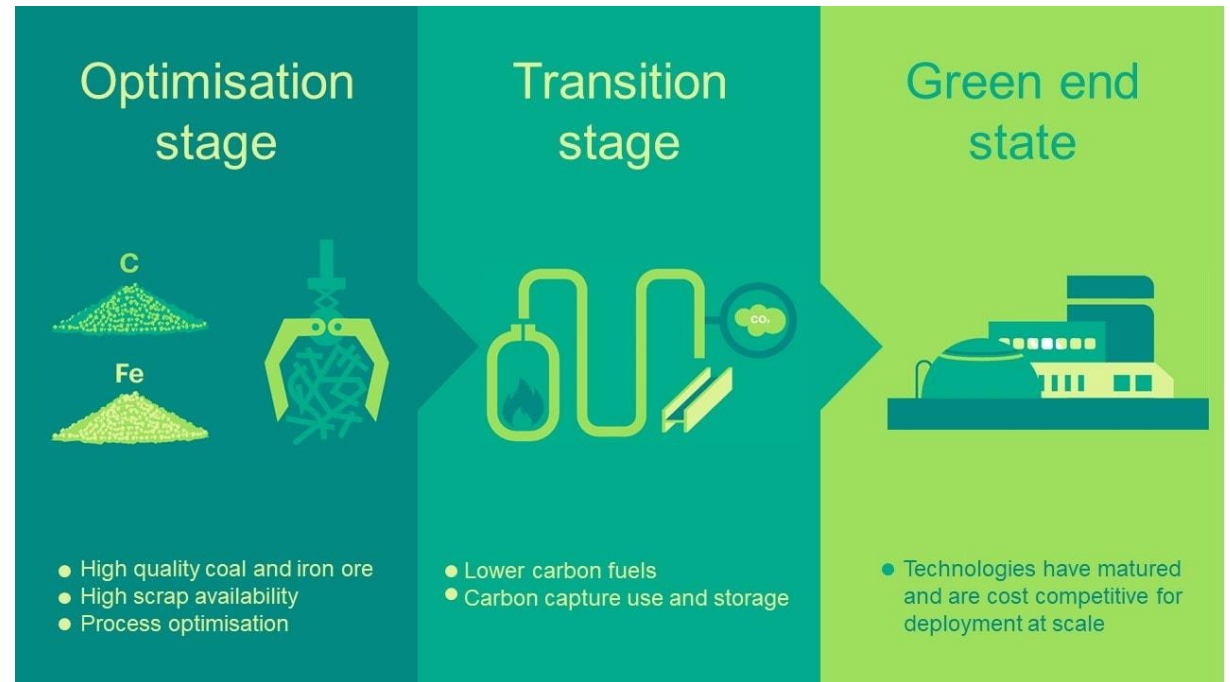 Optimisation
stage
C
Fe
High quality coal and iron ore
High scrap availability
Process optimisation
Transition
stage
CO₂
Lower carbon fuels
Carbon capture use and storage
Green end
state
Technologies have matured
and are cost competitive for
deployment at scale